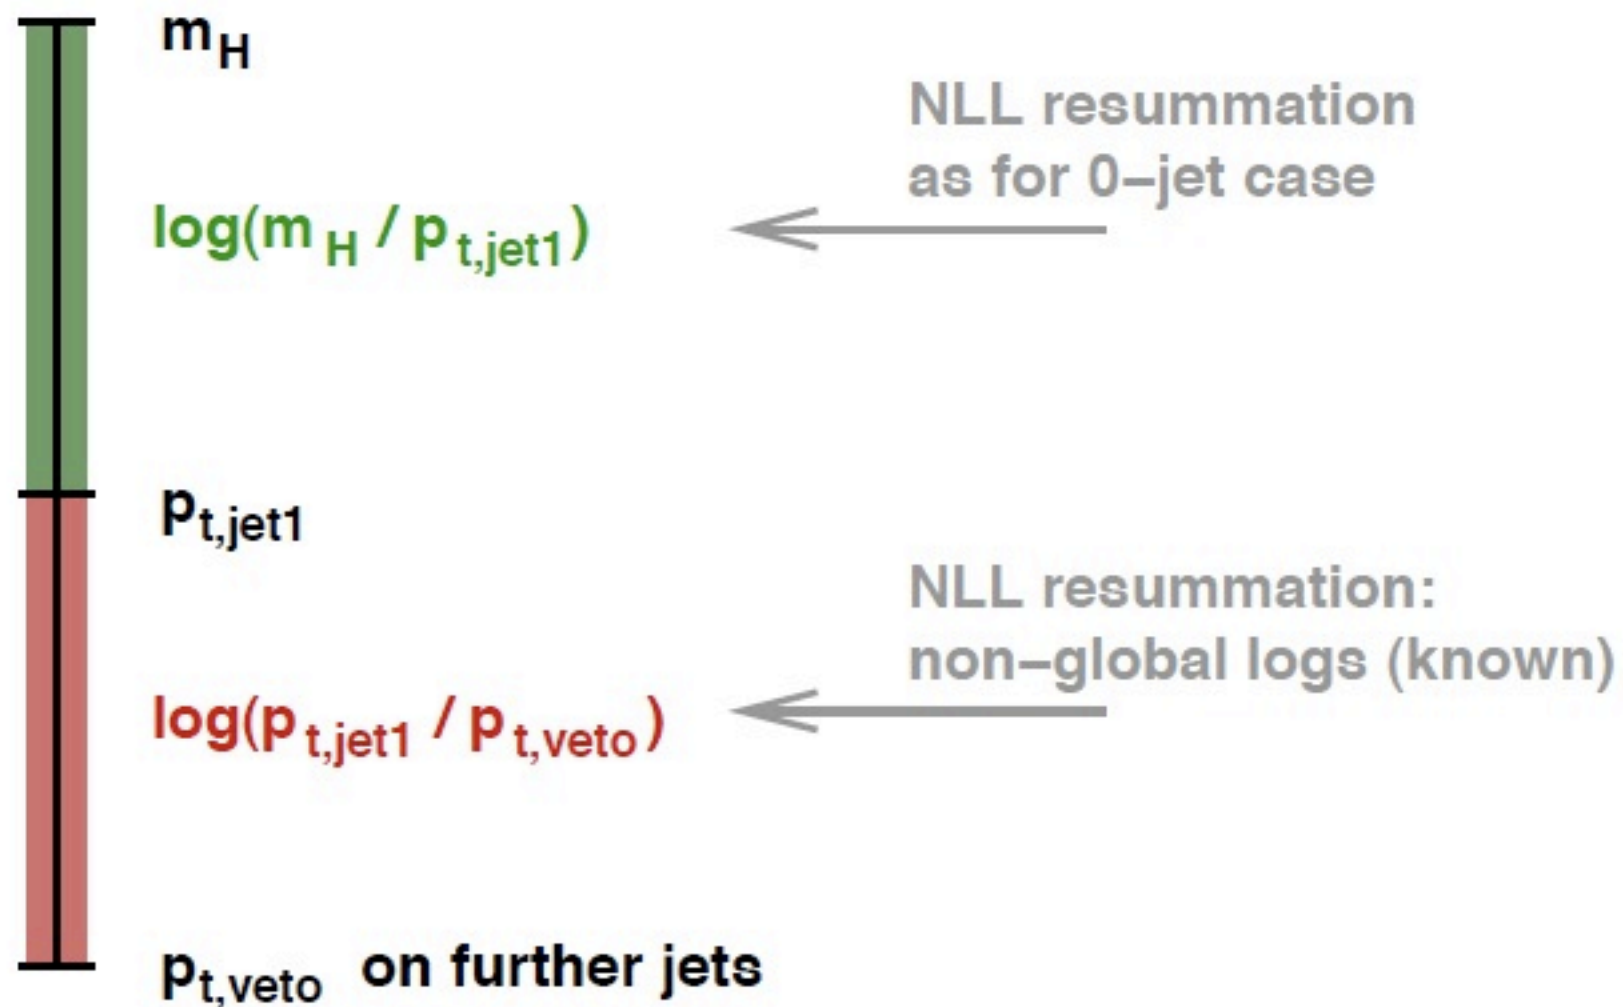 m_H
NLL resummation
as for 0–jet case
log(m_H / p_t,jet1)
p_t,jet1
NLL resummation:
non–global logs (known)
log(p_t,jet1 / p_t,veto)
p_t,veto on further jets